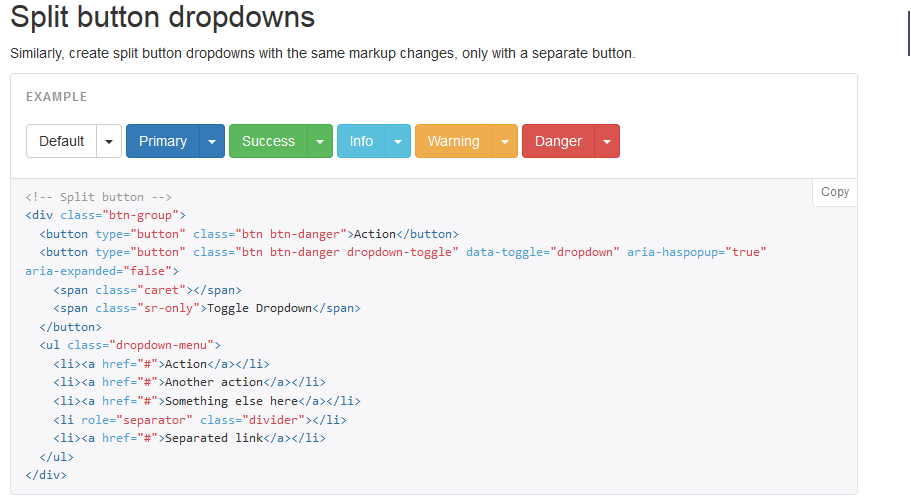 Split button dropdowns
Similarly, create split button dropdowns with the same markup changes, only with a separate button.
EXAMPLE
Default Primary Success Info Warning Danger
Copy
<!-- Split button -->
<div class="btn-group">
  <button type="button" class="btn btn-danger">Action</button>
  <button type="button" class="btn btn-danger dropdown-toggle" data-toggle="dropdown" aria-haspopup="true"
aria-expanded="false">
    <span class="caret"></span>
    <span class="sr-only">Toggle Dropdown</span>
  </button>
  <ul class="dropdown-menu">
    <li><a href="#">Action</a></li>
    <li><a href="#">Another action</a></li>
    <li><a href="#">Something else here</a></li>
    <li role="separator" class="divider"></li>
    <li><a href="#">Separated link</a></li>
  </ul>
</div>